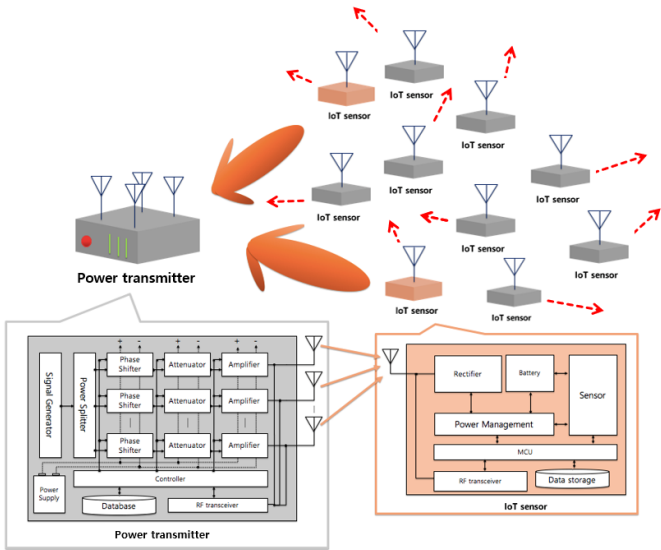 IoT sensor
IoT sensor
IoT sensor
IoT sensor
IoT sensor
IoT sensor
IoT sensor
IoT sensor
IoT sensor
IoT sensor
Power transmitter
Signal Generator
Power Splitter
+ - + - + -
Phase Shifter
Attenuator
Amplifier
Phase Shifter
Attenuator
Amplifier
Phase Shifter
Attenuator
Amplifier
Power Supply
Controller
Database
RF transceiver
Power transmitter
Rectifier
Battery
Sensor
Power Management
MCU
RF transceiver
Data storage
IoT sensor